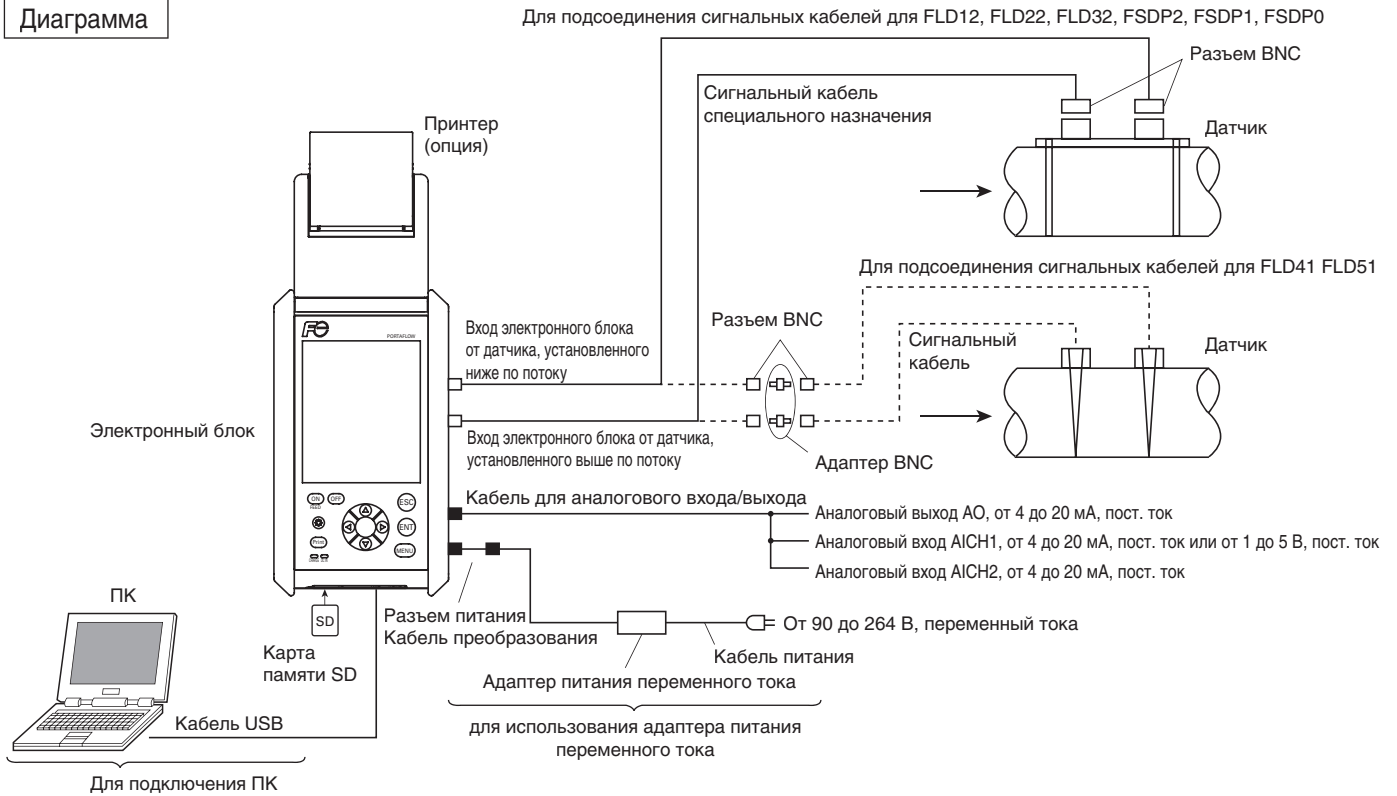 Диаграмма
Для подсоединения сигнальных кабелей для FLD12, FLD22, FLD32, FSDP2, FSDP1, FSDP0
Разъем BNC
Сигнальный кабель
специального назначения
Датчик
Принтер
(опция)
Для подсоединения сигнальных кабелей для FLD41 FLD51
Fe
PORTAFLOW
Вход электронного блока
от датчика, установленного
ниже по потоку
Разъем BNC
Сигнальный
кабель
Датчик
Электронный блок
Вход электронного блока от датчика,
установленного выше по потоку
Адаптер BNC
ON
OFF
FEED
ESC
ENT
Print
MENU
Кабель для аналогового входа/выхода
Аналоговый выход АО, от 4 до 20 мА, пост. ток
Аналоговый вход AICH1, от 4 до 20 мА, пост. ток или от 1 до 5 В, пост. ток
Аналоговый вход AICH2, от 4 до 20 мА, пост. ток
ПК
SD
Карта
памяти SD
Разъем питания
Кабель преобразования
От 90 до 264 В, переменный тока
Кабель питания
Адаптер питания переменного тока
для использования адаптера питания
переменного тока
Кабель USB
Для подключения ПК